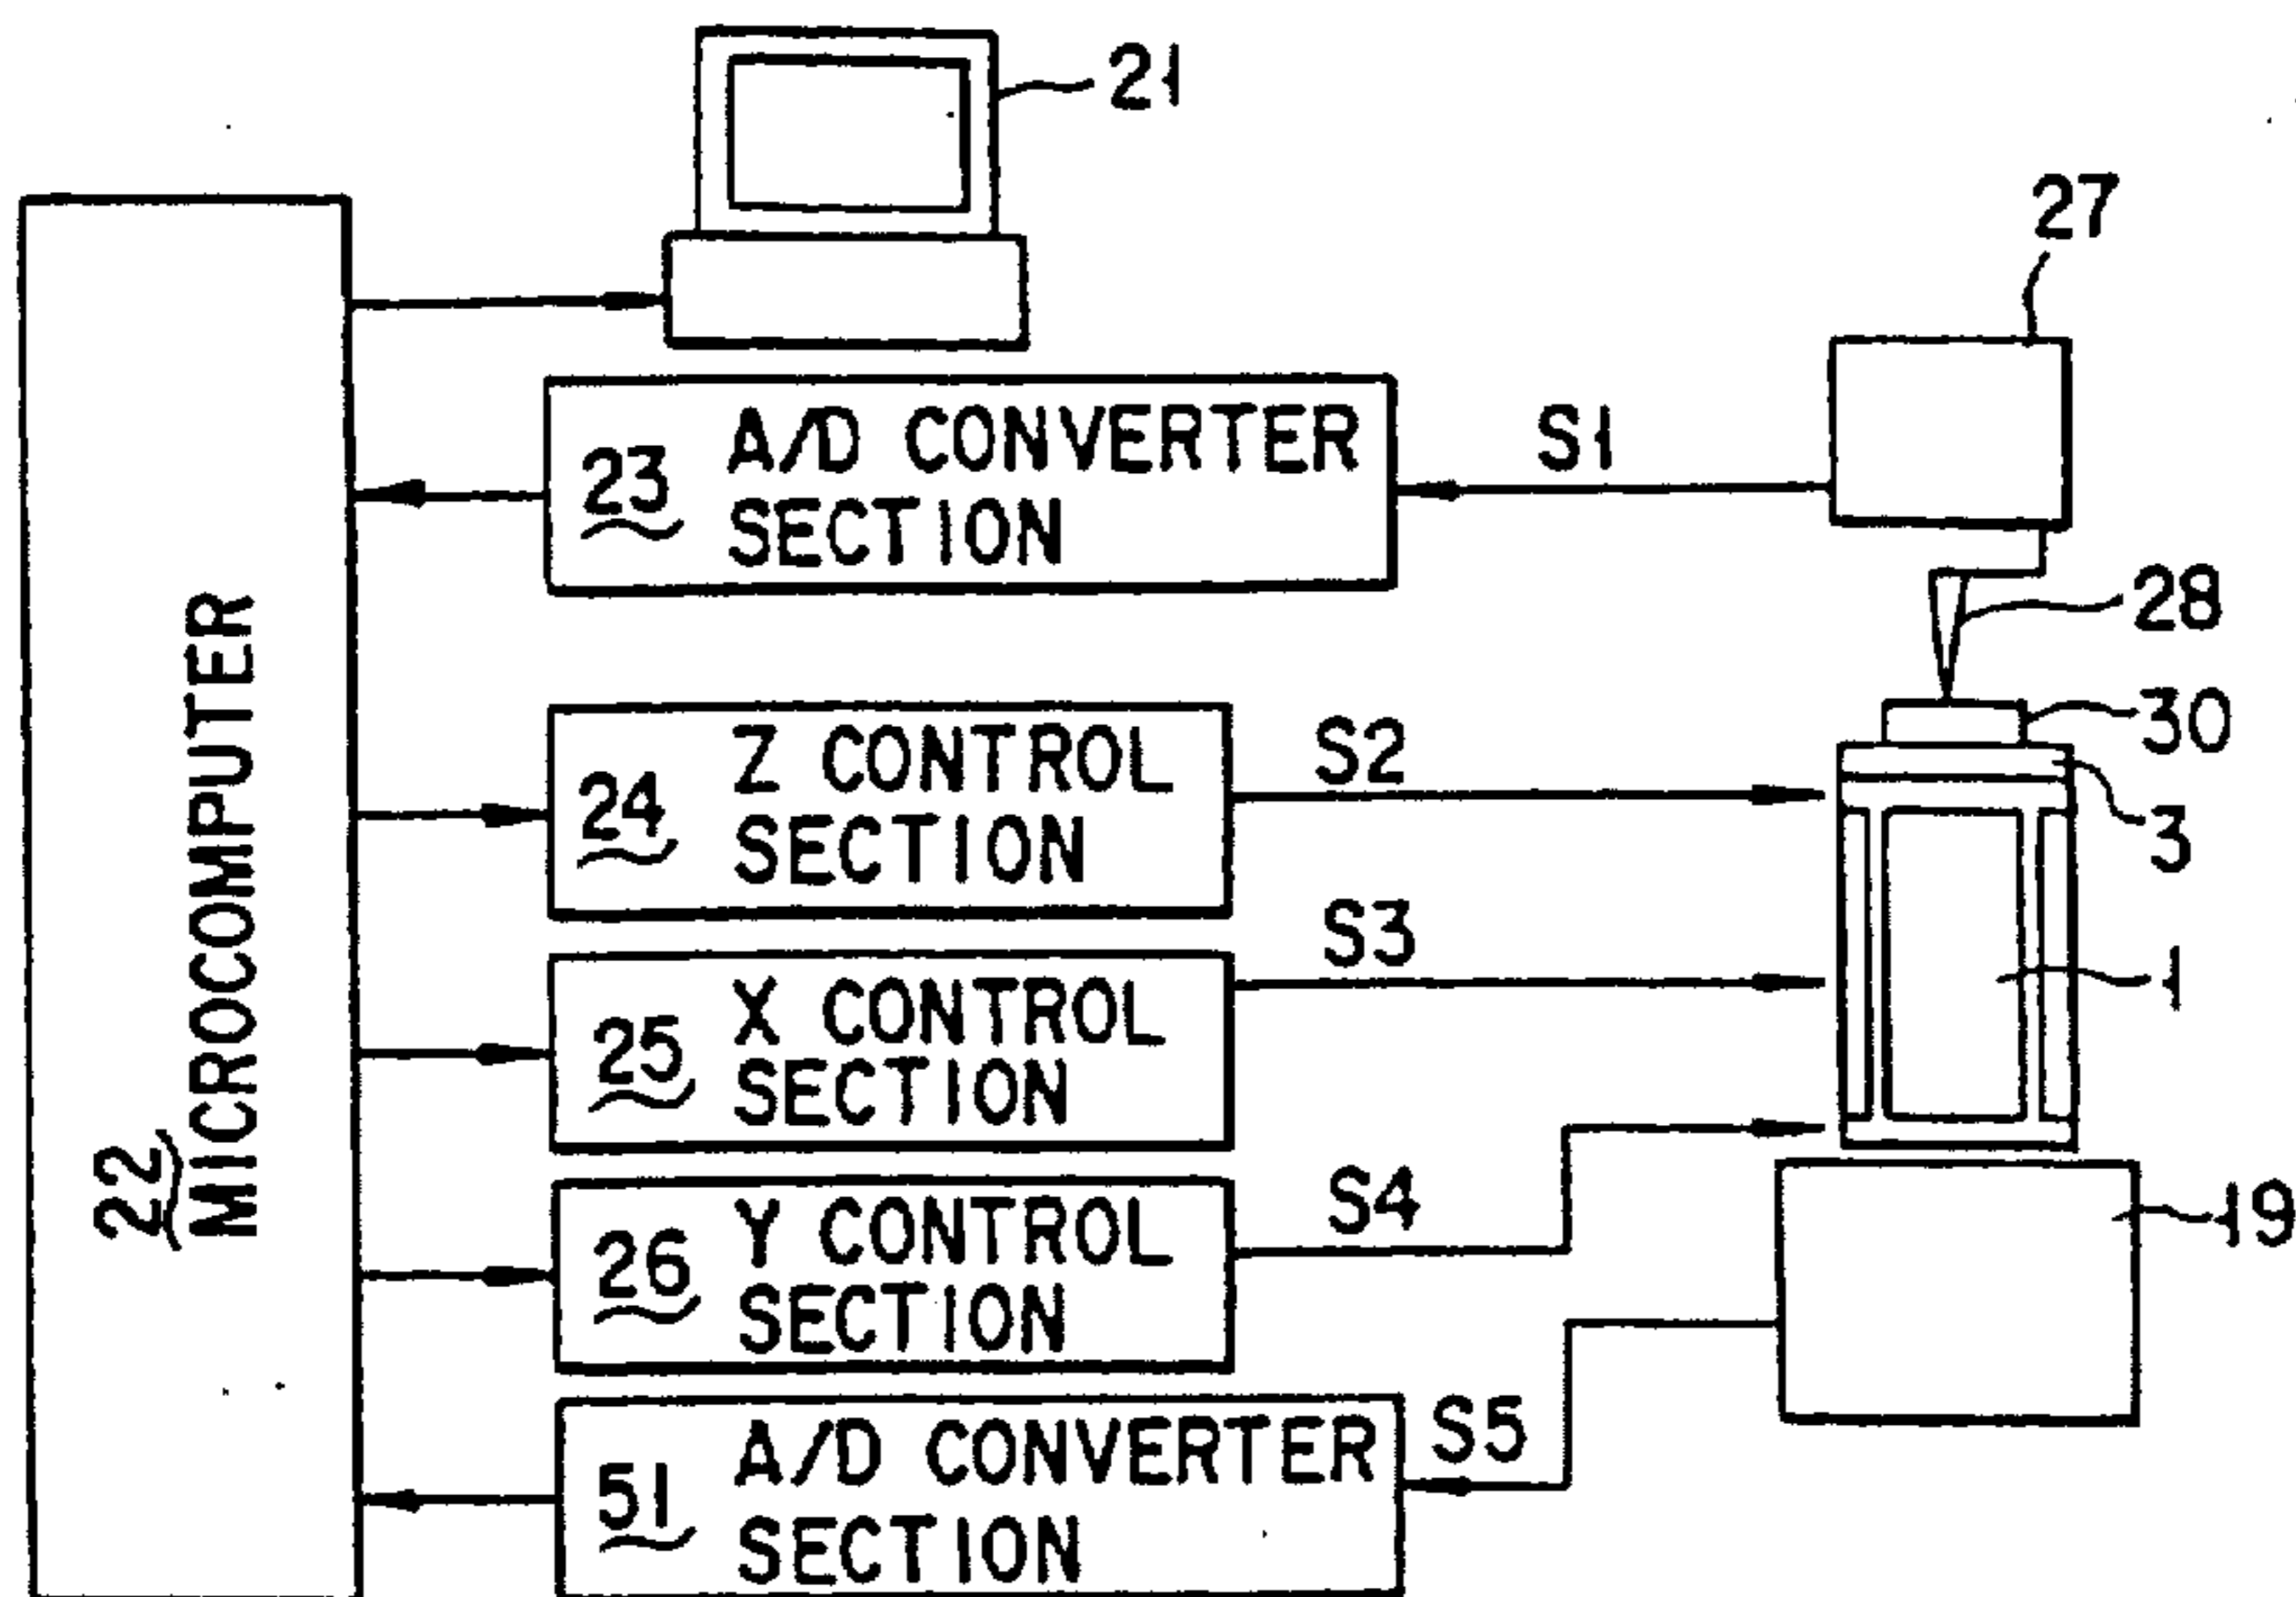 21
27
A/D CONVERTER
23
SECTION
S1
28
30
Z CONTROL
24
SECTION
S2
3
X CONTROL
25
SECTION
S3
1
Y CONTROL
26
SECTION
S4
19
A/D CONVERTER
51
SECTION
S5
22
MICROCOMPUTER